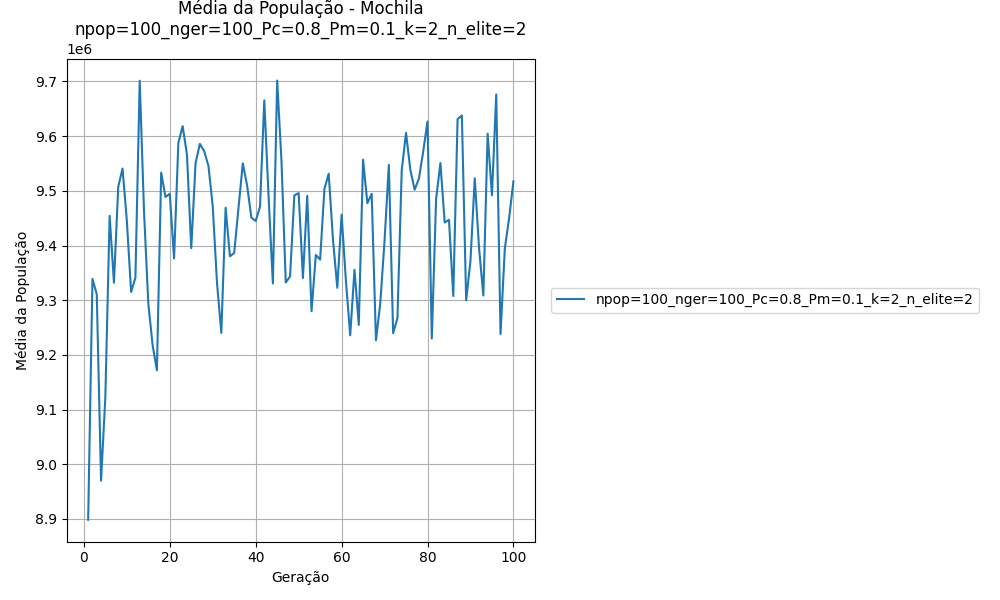 Média da População - Mochila
npop=100_nger=100_Pc=0.8_Pm=0.1_k=2_n_elite=2
1e6
9.7
9.6
9.5
9.4
9.3
9.2
9.1
9.0
8.9
Média da População
0 20 40 60 80 100
Geração
npop=100_nger=100_Pc=0.8_Pm=0.1_k=2_n_elite=2